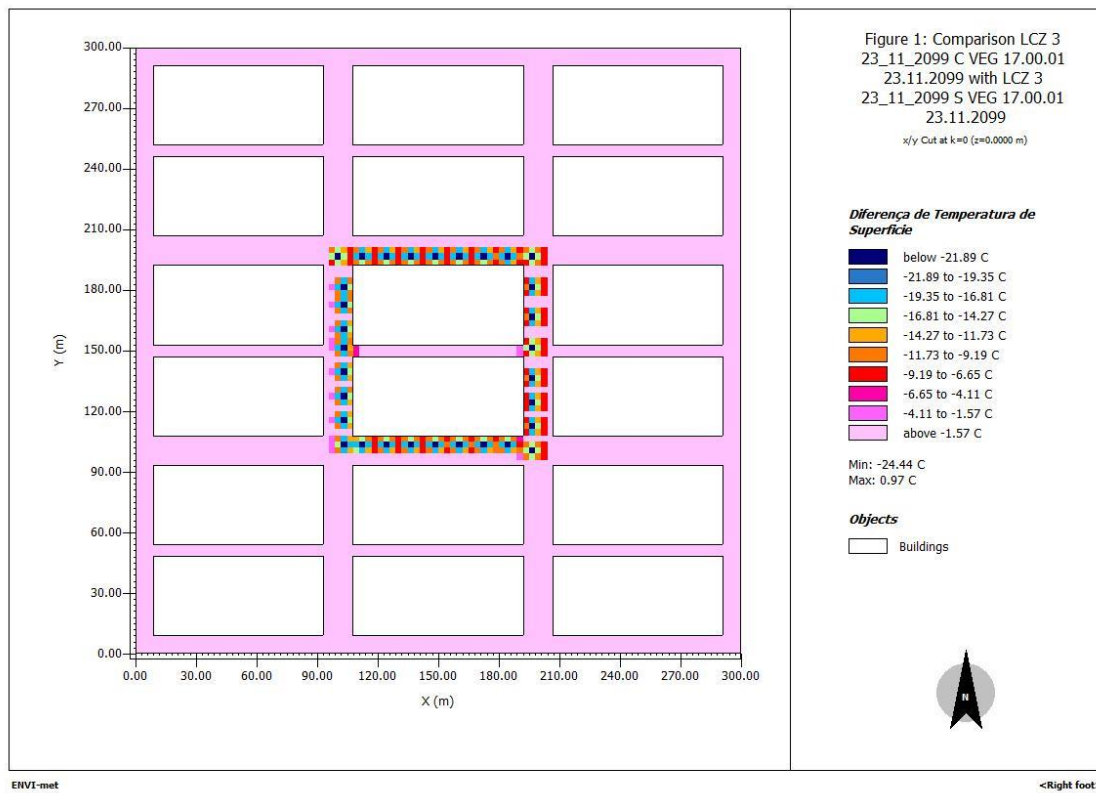 Figure 1: Comparison LCZ 3
23_11_2099 C VEG 17.00.01
23.11.2099 with LCZ 3
23_11_2099 S VEG 17.00.01
23.11.2099
x/y Cut at k=0 (z=0.0000 m)
Diferença de Temperatura de
Superfície
below -21.89 C
-21.89 to -19.35 C
-19.35 to -16.81 C
-16.81 to -14.27 C
-14.27 to -11.73 C
-11.73 to -9.19 C
-9.19 to -6.65 C
-6.65 to -4.11 C
-4.11 to -1.57 C
above -1.57 C
Min: -24.44 C
Max: 0.97 C
Objects
Buildings
N
300.00
270.00
240.00
210.00
180.00
150.00
120.00
90.00
60.00
30.00
0.00
Y (m)
0.00 30.00 60.00 90.00 120.00 150.00 180.00 210.00 240.00 270.00 300.00
X (m)
ENVI-met
<Right foot